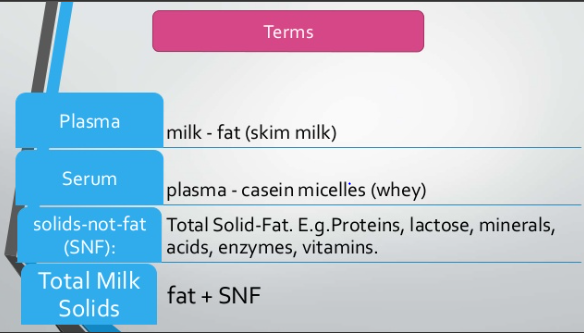 Terms
Plasma
milk - fat (skim milk)
Serum
plasma - casein micelles (whey)
solids-not-fat
(SNF):
Total Solid-Fat. E.g.Proteins, lactose, minerals,
acids, enzymes, vitamins.
Total Milk
Solids
fat + SNF